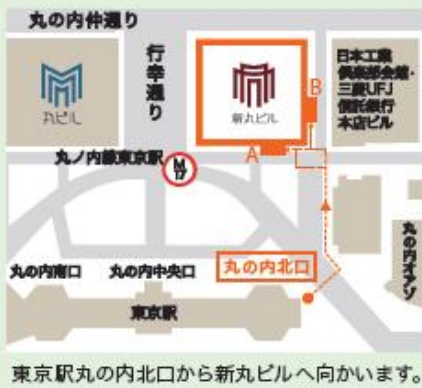 丸の内仲通り
丸ビル
行幸通り
新丸ビル
B
A
日本工業
倶楽部会館・
三菱UFJ
信託銀行
本店ビル
丸ノ内線東京駅
M
17
丸の内オアゾ
丸の内南口
丸の内中央口
丸の内北口
東京駅
東京駅丸の内北口から新丸ビルへ向かいます。